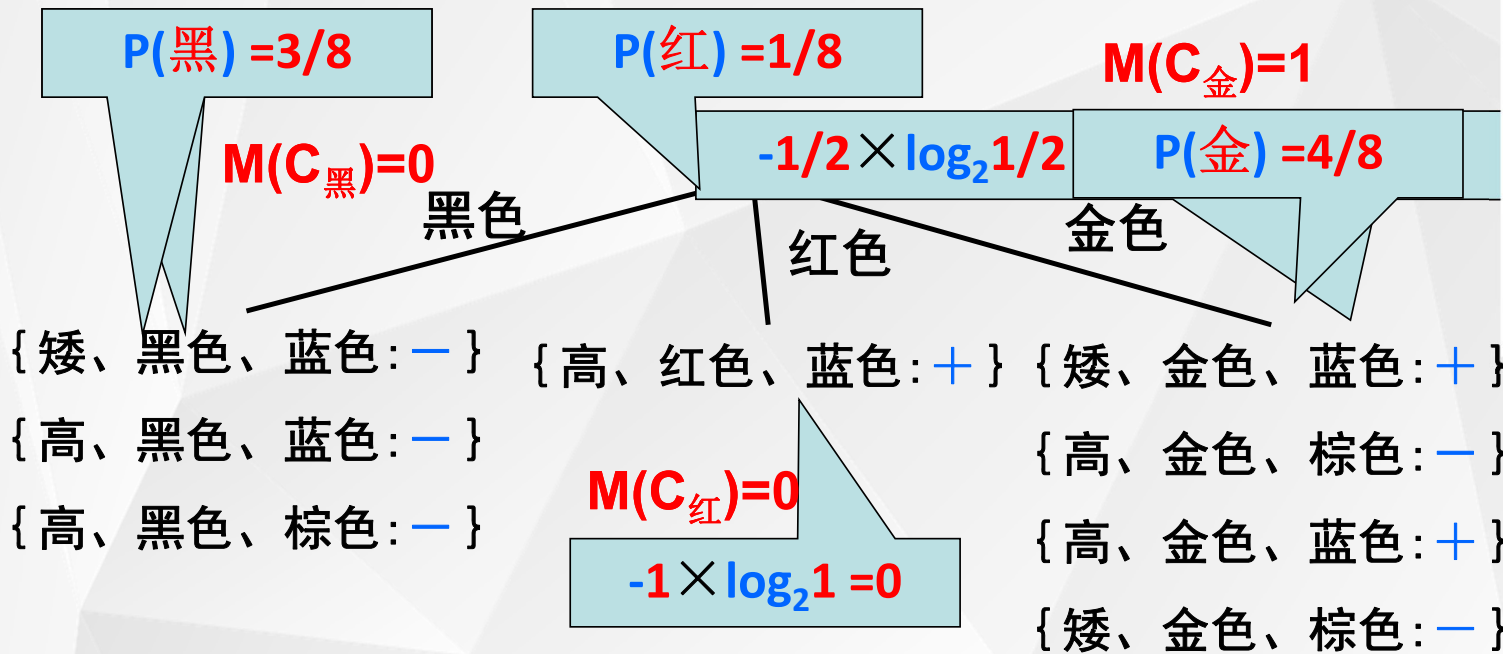 P(黑) =3/8
P(红) =1/8
M(C金)=1
-1/2×log₂1/2
P(金) =4/8
M(C黑)=0
黑色
红色
金色
{矮、黑色、蓝色:－}
{高、红色、蓝色:＋}
{矮、金色、蓝色:＋}
{高、黑色、蓝色:－}
{高、金色、棕色:－}
M(C红)=0
{高、黑色、棕色:－}
{高、金色、蓝色:＋}
-1×log₂1 =0
{矮、金色、棕色:－}